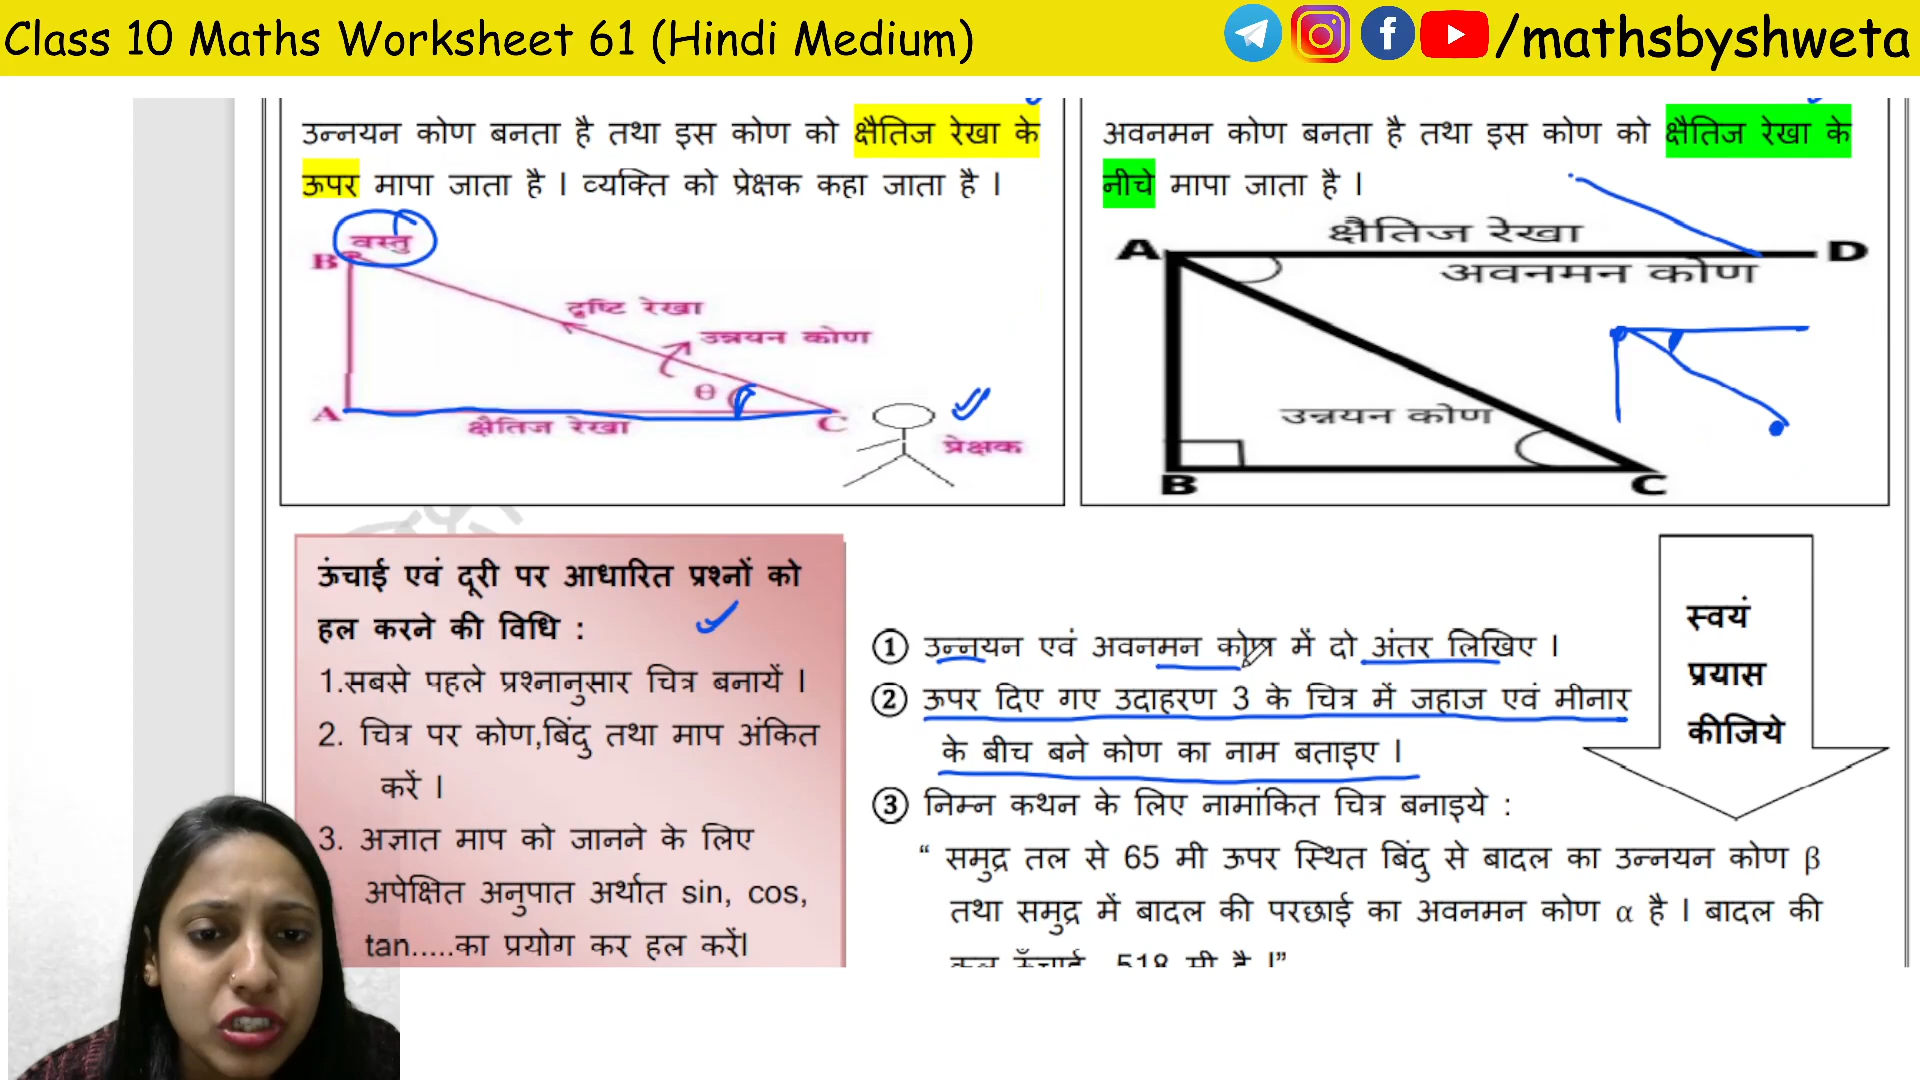 Class 10 Maths Worksheet 61 (Hindi Medium)
/mathsbyshweta
उन्नयन कोण बनता है तथा इस कोण को क्षैतिज रेखा के
ऊपर मापा जाता है । व्यक्ति को प्रेक्षक कहा जाता है ।
वस्तु
B
दृष्टि रेखा
उन्नयन कोण
θ
A
C
क्षैतिज रेखा
प्रेक्षक
अवनमन कोण बनता है तथा इस कोण को क्षैतिज रेखा के
नीचे मापा जाता है ।
क्षैतिज रेखा
A
D
अवनमन कोण
उन्नयन कोण
B
C
ऊंचाई एवं दूरी पर आधारित प्रश्नों को
हल करने की विधि :
1.सबसे पहले प्रश्नानुसार चित्र बनायें ।
2. चित्र पर कोण,बिंदु तथा माप अंकित
करें ।
3. अज्ञात माप को जानने के लिए
अपेक्षित अनुपात अर्थात sin, cos,
tan.....का प्रयोग कर हल करें।
① उन्नयन एवं अवनमन कोण में दो अंतर लिखिए ।
② ऊपर दिए गए उदाहरण 3 के चित्र में जहाज एवं मीनार
के बीच बने कोण का नाम बताइए ।
③ निम्न कथन के लिए नामांकित चित्र बनाइये :
“ समुद्र तल से 65 मी ऊपर स्थित बिंदु से बादल का उन्नयन कोण β
तथा समुद्र में बादल की परछाई का अवनमन कोण α है । बादल की
कुल ऊँचाई 518 मी है ।”
स्वयं
प्रयास
कीजिये